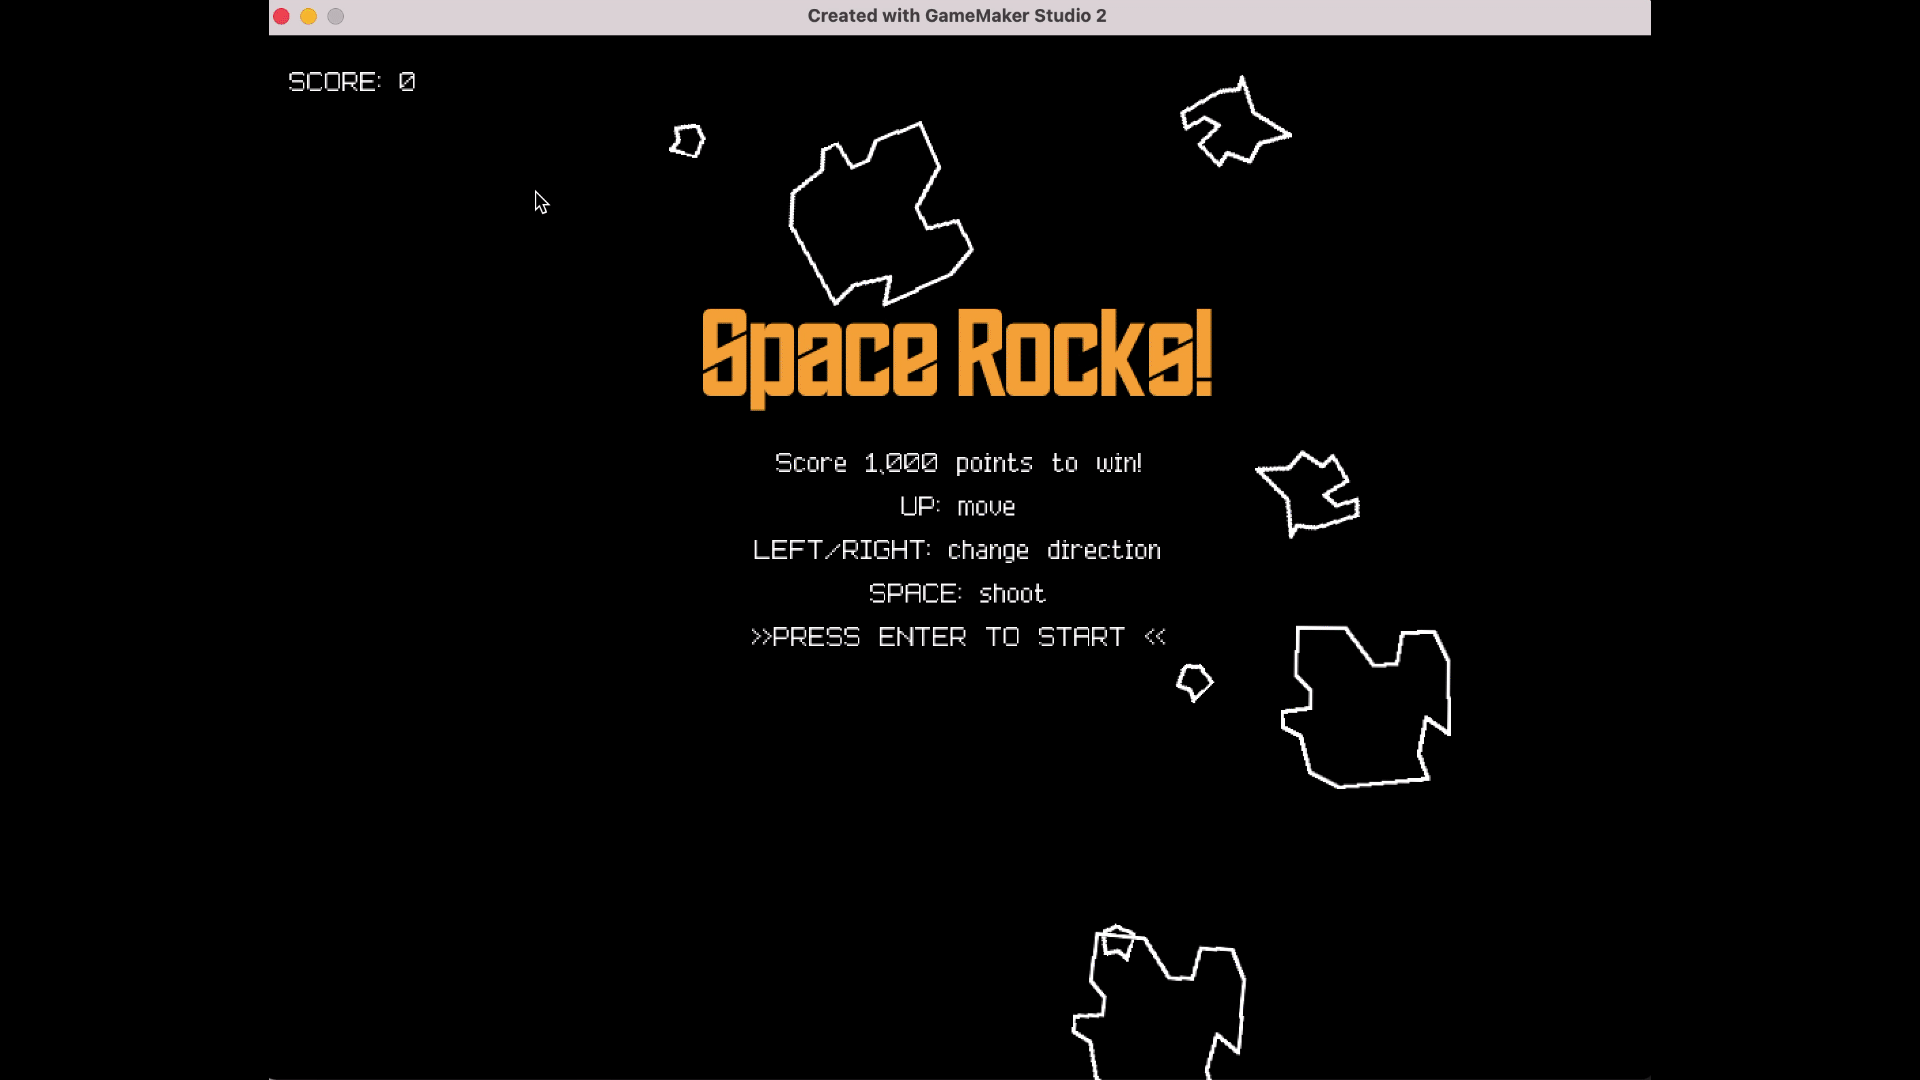 Created with GameMaker Studio 2
SCORE: 0
Space Rocks!
Score 1,000 points to win!
UP: move
LEFT/RIGHT: change direction
SPACE: shoot
>>PRESS ENTER TO START <<